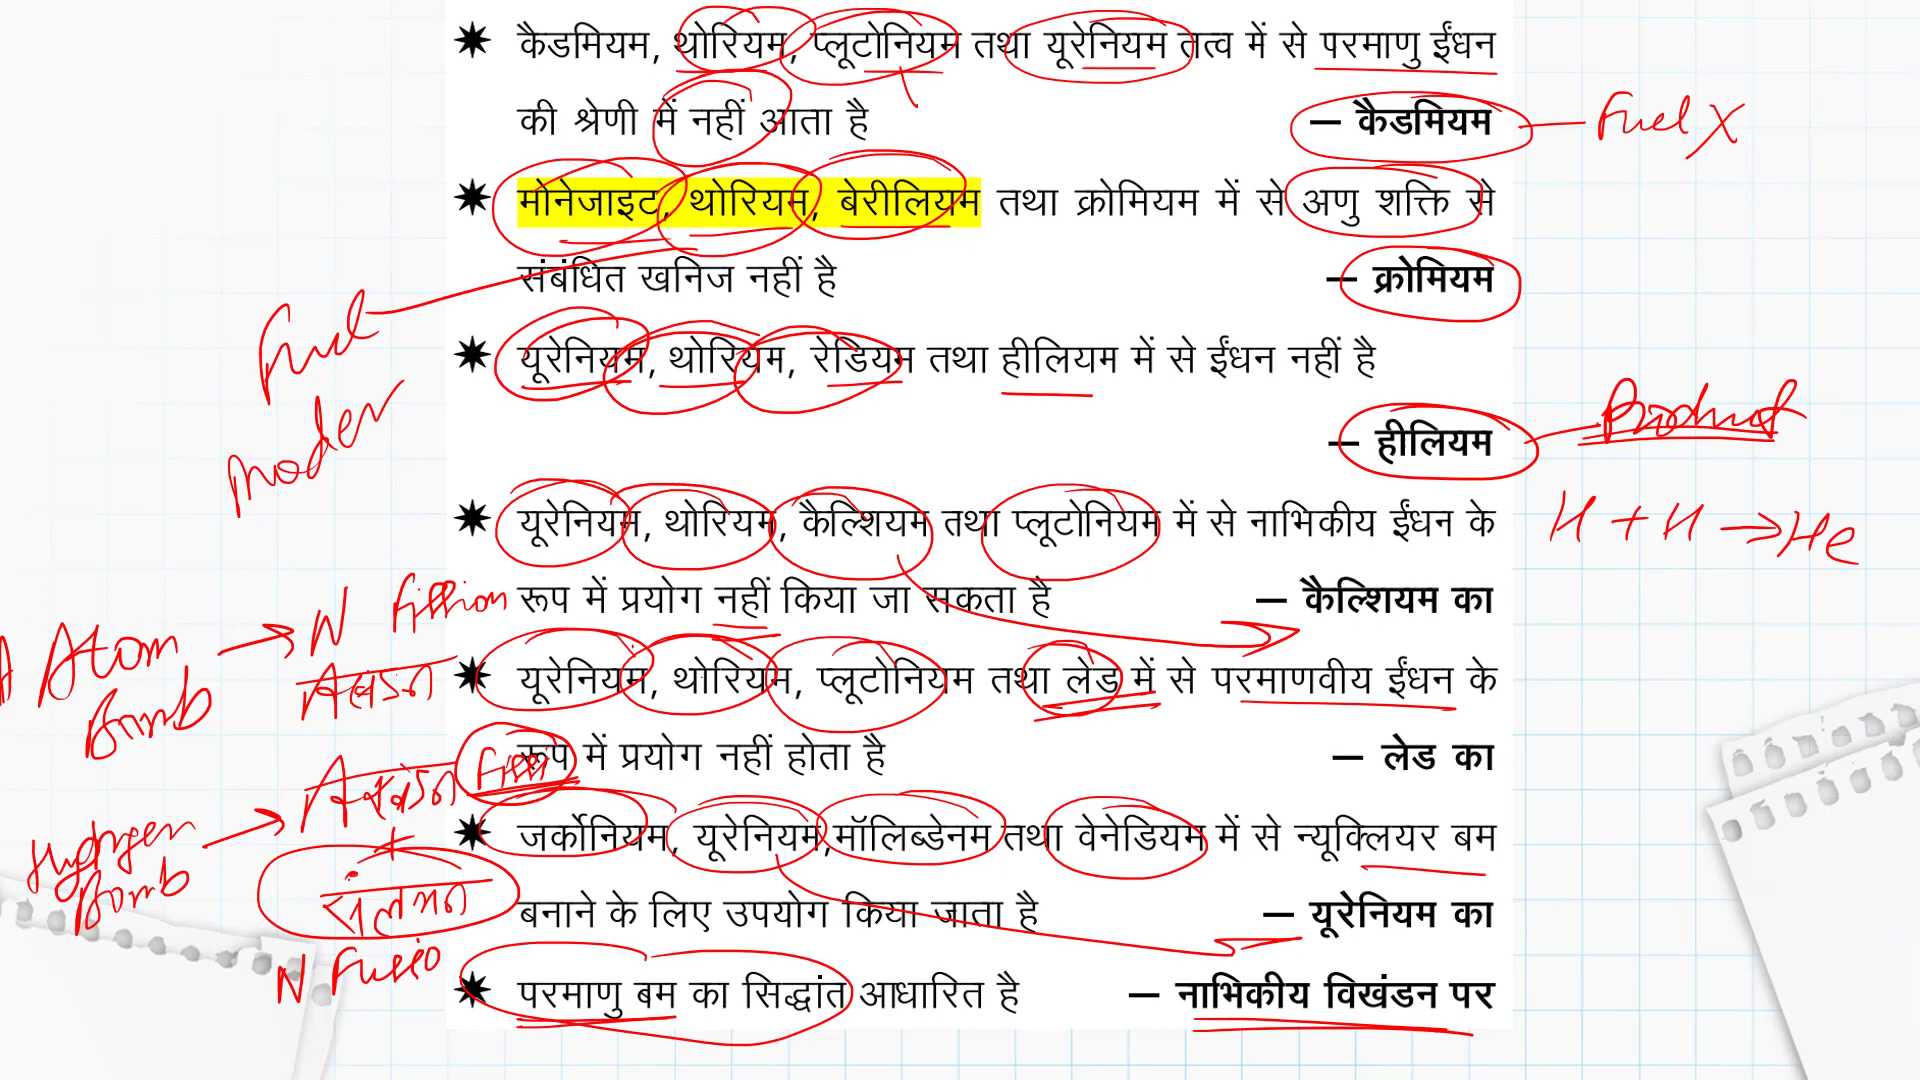 ✷ कैडमियम, थोरियम, प्लूटोनियम तथा यूरेनियम तत्व में से परमाणु ईंधन
की श्रेणी में नहीं आता है — कैडमियम
Fuel X
✷ मोनेजाइट, थोरियम, बेरीलियम तथा क्रोमियम में से अणु शक्ति से
संबंधित खनिज नहीं है — क्रोमियम
Fuel
moder
✷ यूरेनियम, थोरियम, रेडियम तथा हीलियम में से ईंधन नहीं है
— हीलियम
Product
H + H → He
✷ यूरेनियम, थोरियम, कैल्शियम तथा प्लूटोनियम में से नाभिकीय ईंधन के
रूप में प्रयोग नहीं किया जा सकता है — कैल्शियम का
✷ यूरेनियम, थोरियम, प्लूटोनियम तथा लेड में से परमाणवीय ईंधन के
रूप में प्रयोग नहीं होता है — लेड का
Atom → N
Bomb
✷ जर्कोनियम, यूरेनियम,मॉलिब्डेनम तथा वेनेडियम में से न्यूक्लियर बम
बनाने के लिए उपयोग किया जाता है — यूरेनियम का
Hydrogen →
Bomb
+
संलयन
N Fusio
✷ परमाणु बम का सिद्धांत आधारित है — नाभिकीय विखंडन पर